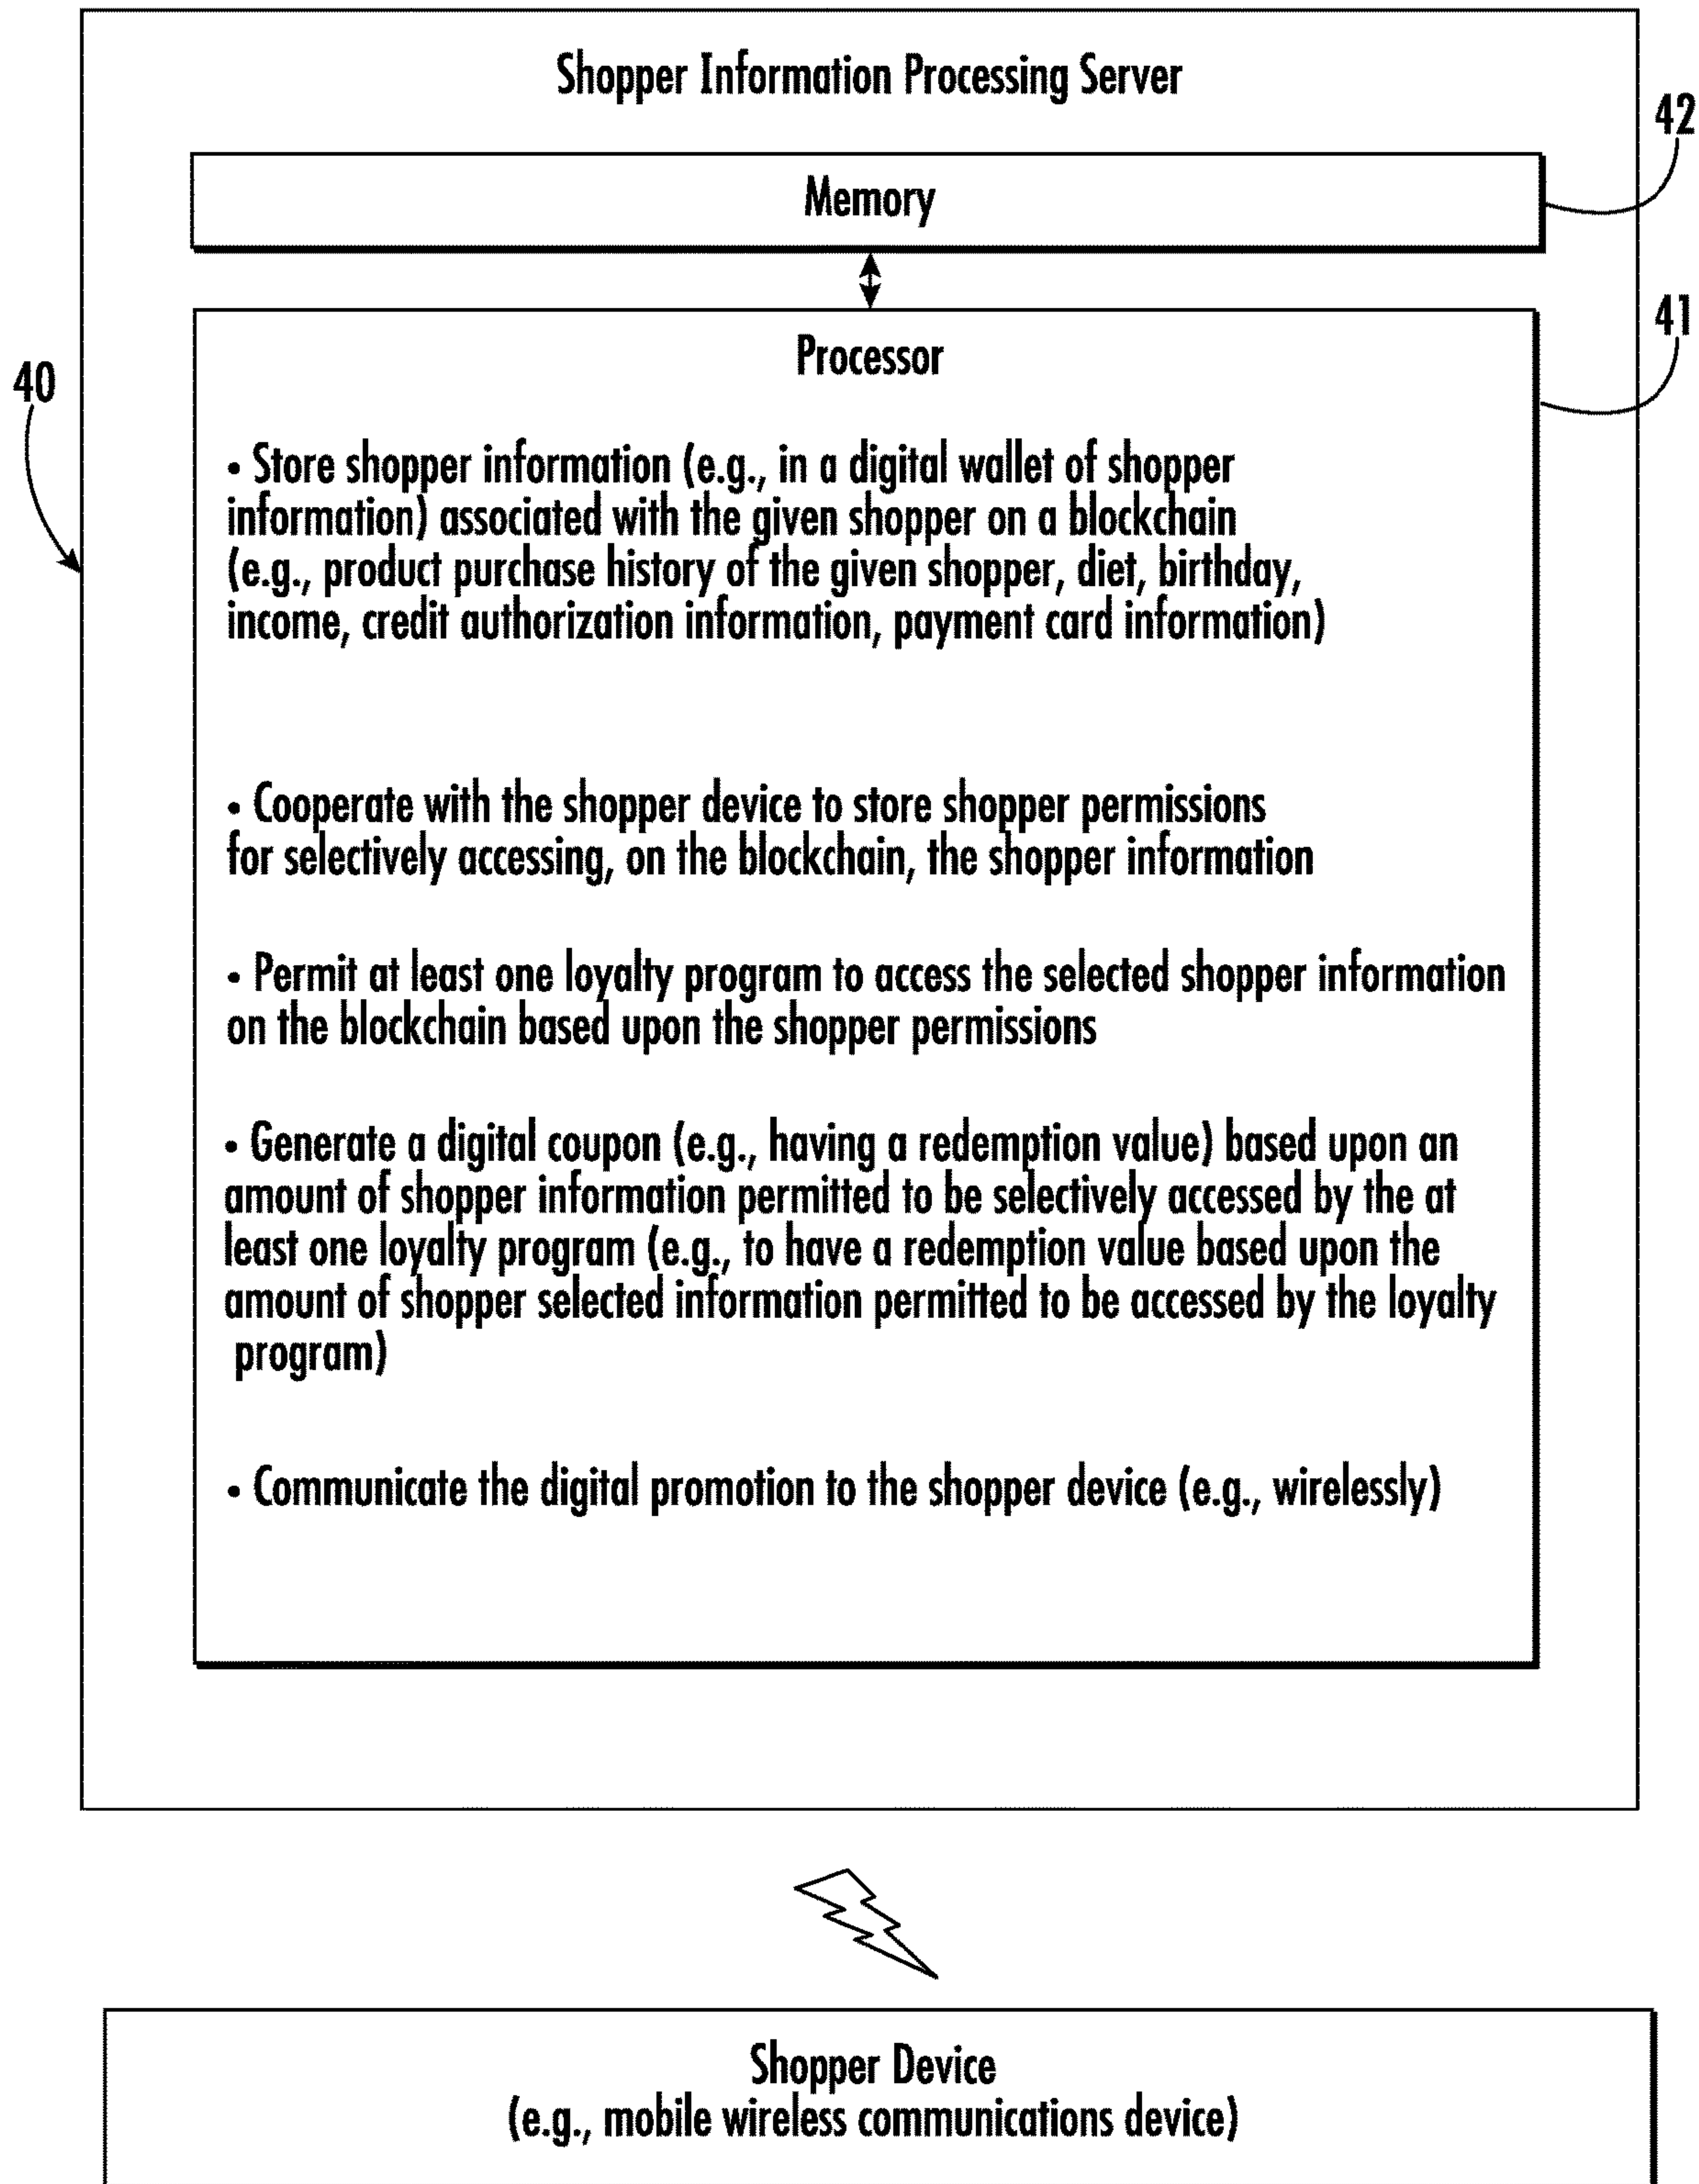 Shopper Information Processing Server
42
Memory
41
Processor
40
• Store shopper information (e.g., in a digital wallet of shopper
information) associated with the given shopper on a blockchain
(e.g., product purchase history of the given shopper, diet, birthday,
income, credit authorization information, payment card information)
• Cooperate with the shopper device to store shopper permissions
for selectively accessing, on the blockchain, the shopper information
• Permit at least one loyalty program to access the selected shopper information
on the blockchain based upon the shopper permissions
• Generate a digital coupon (e.g., having a redemption value) based upon an
amount of shopper information permitted to be selectively accessed by the at
least one loyalty program (e.g., to have a redemption value based upon the
amount of shopper selected information permitted to be accessed by the loyalty
program)
• Communicate the digital promotion to the shopper device (e.g., wirelessly)
Shopper Device
(e.g., mobile wireless communications device)